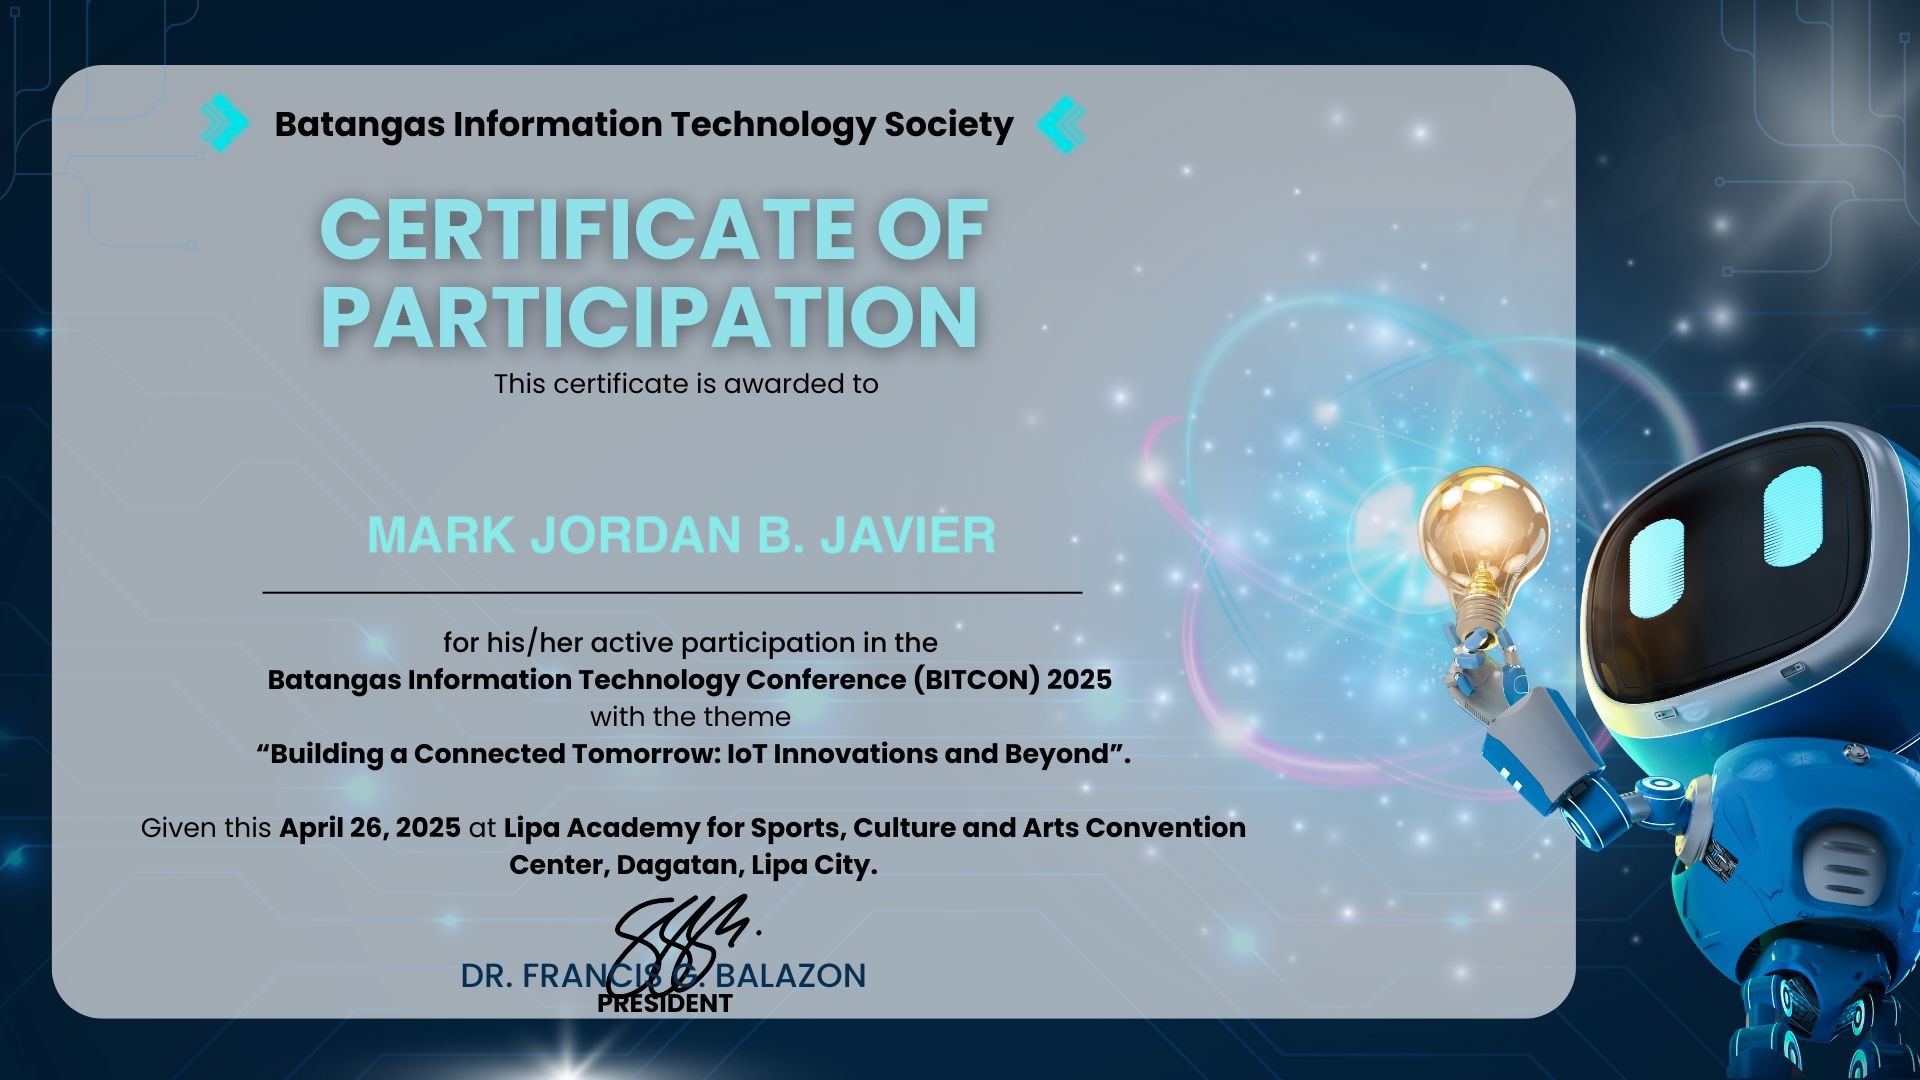 Batangas Information Technology Society
CERTIFICATE OF
PARTICIPATION
This certificate is awarded to
MARK JORDAN B. JAVIER
for his/her active participation in the
Batangas Information Technology Conference (BITCON) 2025
with the theme
“Building a Connected Tomorrow: IoT Innovations and Beyond”.
Given this April 26, 2025 at Lipa Academy for Sports, Culture and Arts Convention
Center, Dagatan, Lipa City.
DR. FRANCIS G. BALAZON
PRESIDENT